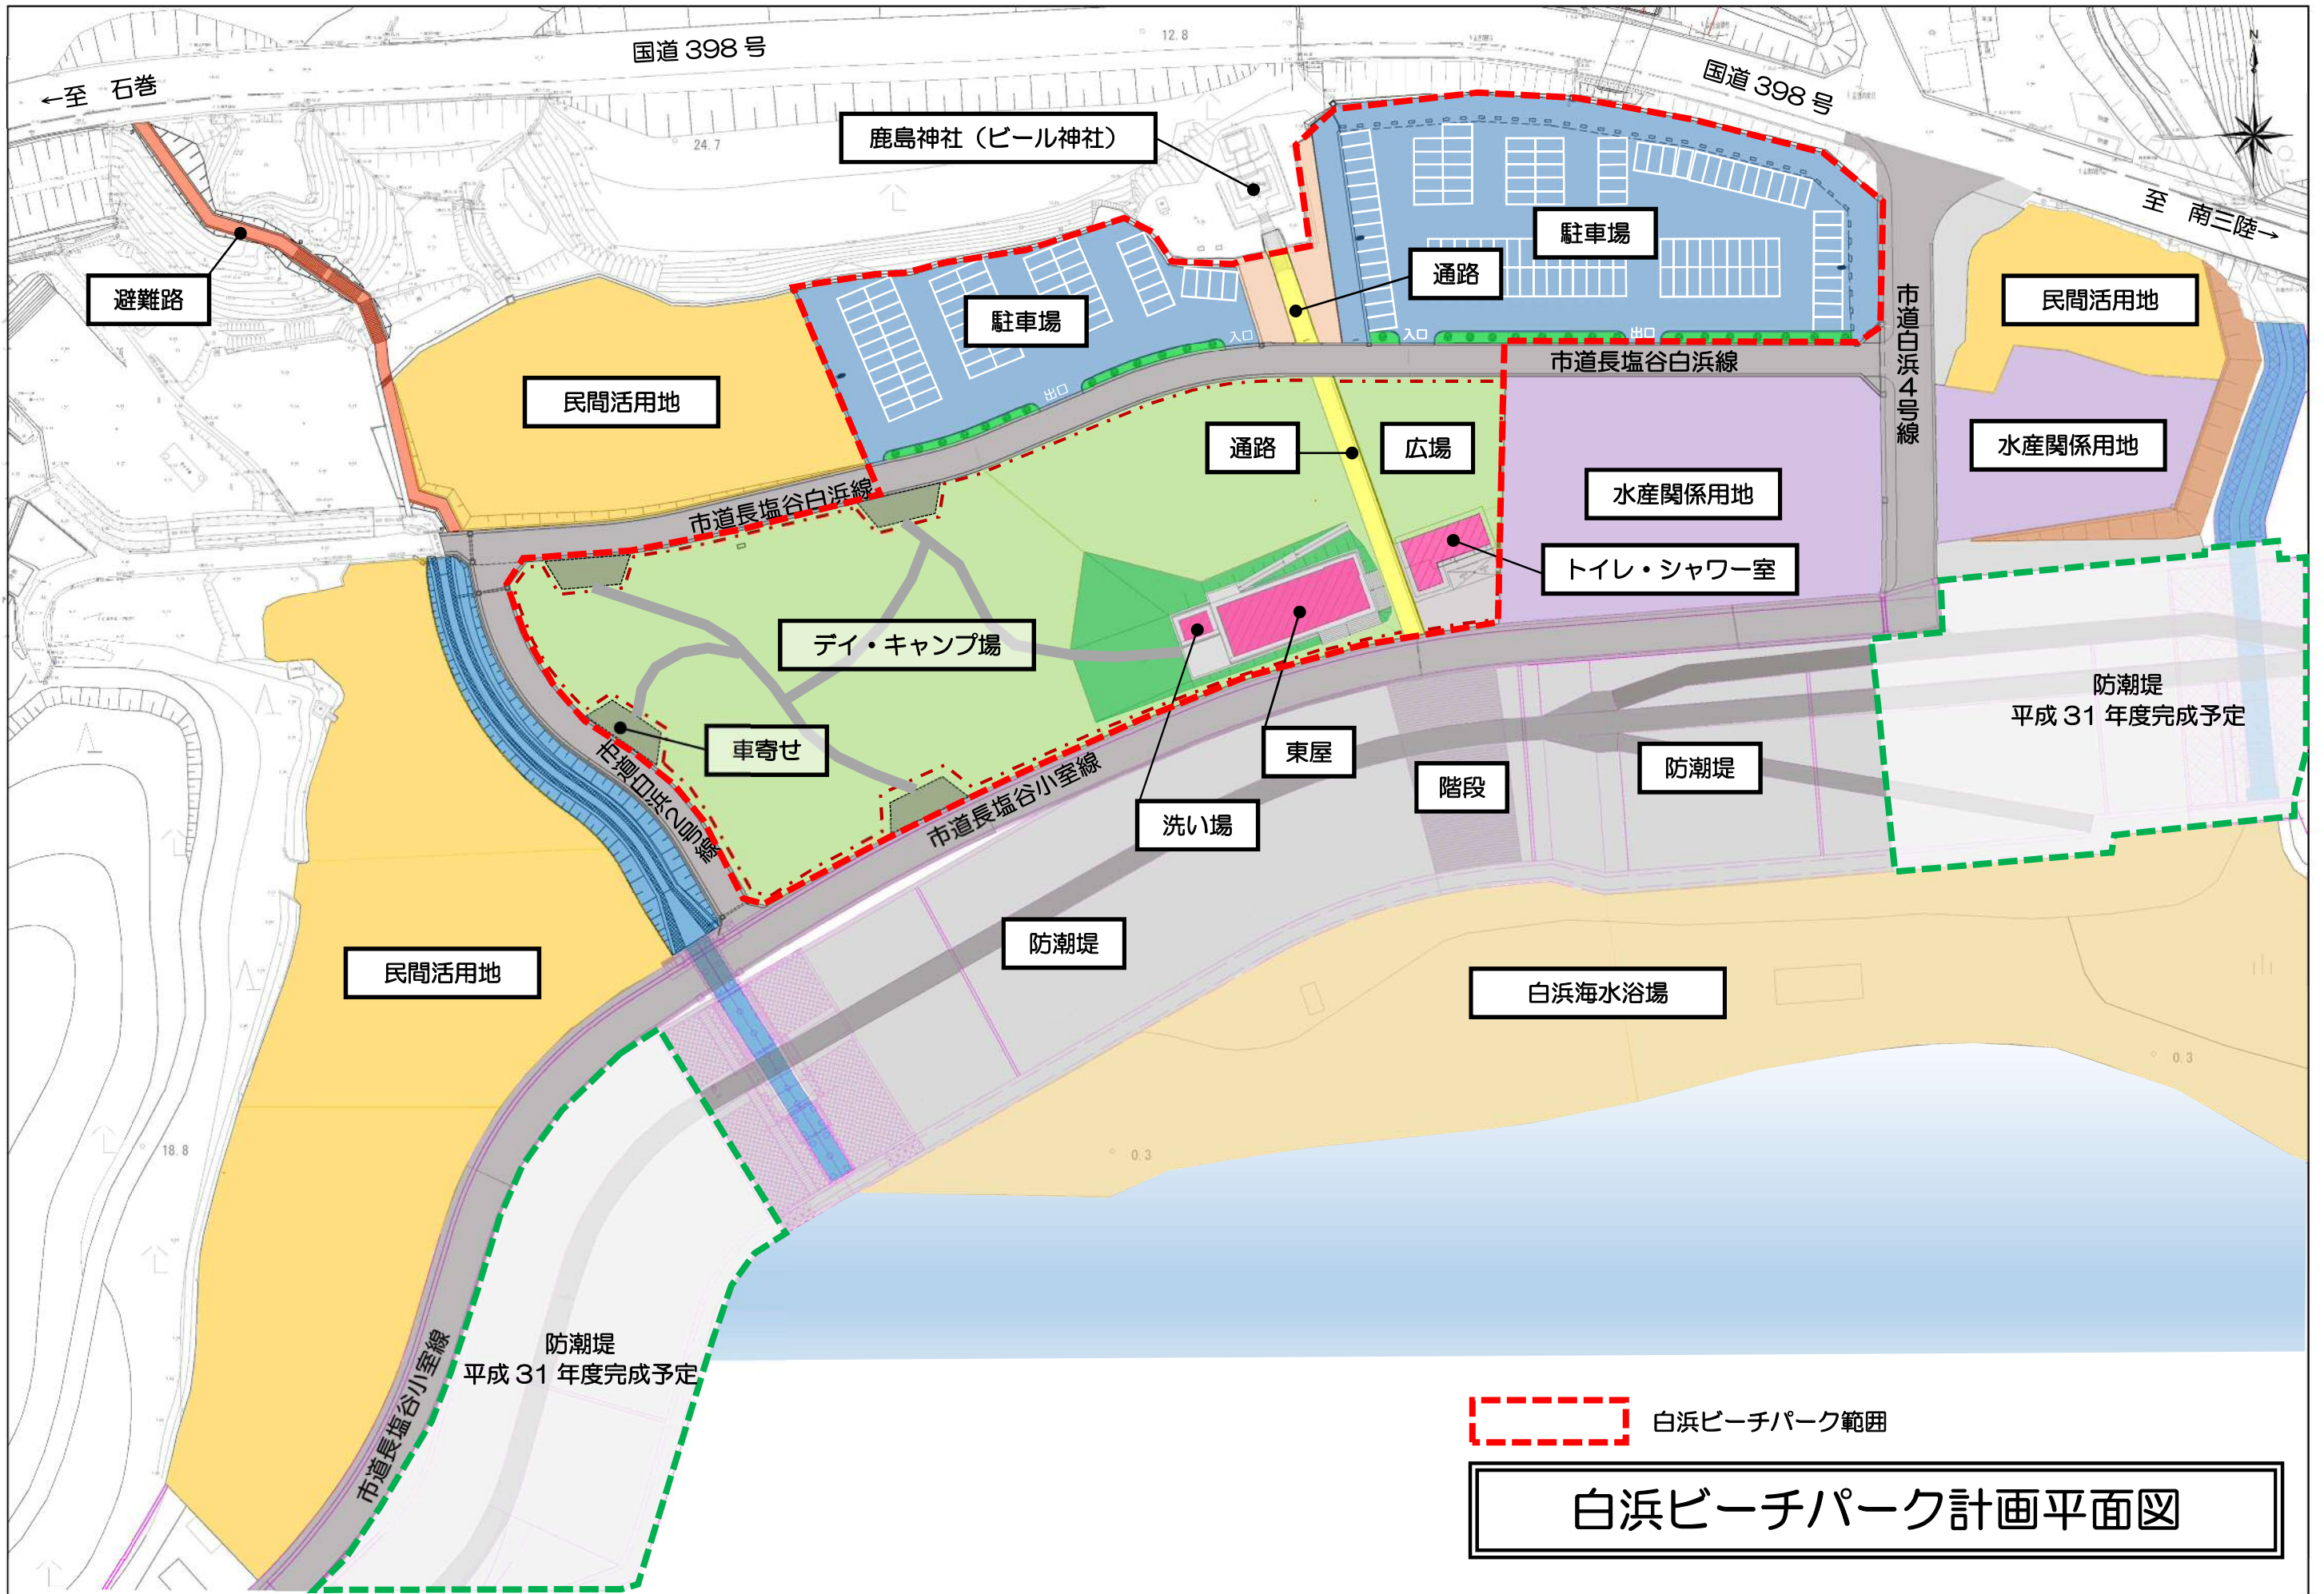 国道 398 号
12.8
国道 398 号
←至 石巻
N
鹿島神社（ビール神社）
24.7
至 南三陸→
駐車場
通路
避難路
駐車場
民間活用地
市道白浜4号線
入口
入口
出口
市道長塩谷白浜線
民間活用地
出口
通路
広場
水産関係用地
水産関係用地
市道長塩谷白浜線
トイレ・シャワー室
デイ・キャンプ場
防潮堤
平成 31 年度完成予定
車寄せ
東屋
防潮堤
市道白浜2号線
市道長塩谷小室線
階段
洗い場
防潮堤
民間活用地
白浜海水浴場
0.3
0.3
18.8
防潮堤
平成 31 年度完成予定
市道長塩谷小室線
白浜ビーチパーク範囲
白浜ビーチパーク計画平面図